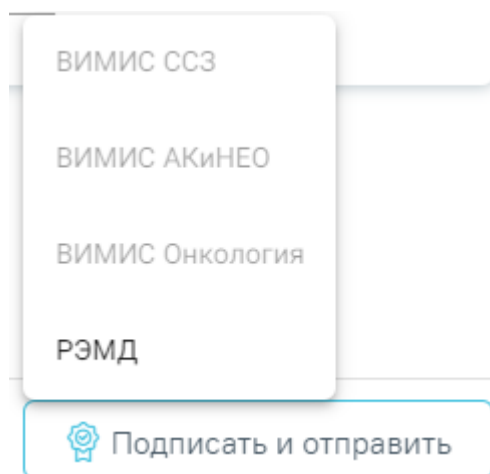 ВИМИС ССЗ
ВИМИС АКиНЕО
ВИМИС Онкология
РЭМД
Подписать и отправить